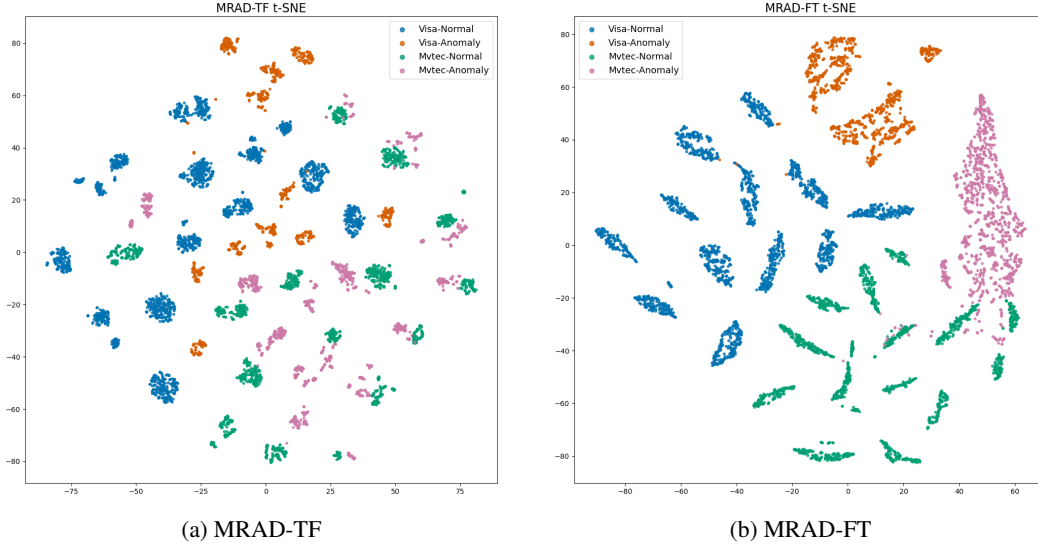 MRAD-TF t-SNE
Visa-Normal
Visa-Anomaly
Mvtec-Normal
Mvtec-Anomaly
80
60
40
20
0
−20
−40
−60
−80
−75
−50
−25
0
25
50
75
(a) MRAD-TF
MRAD-FT t-SNE
Visa-Normal
Visa-Anomaly
Mvtec-Normal
Mvtec-Anomaly
80
60
40
20
0
−20
−40
−60
−80
−80
−60
−40
−20
0
20
40
60
(b) MRAD-FT